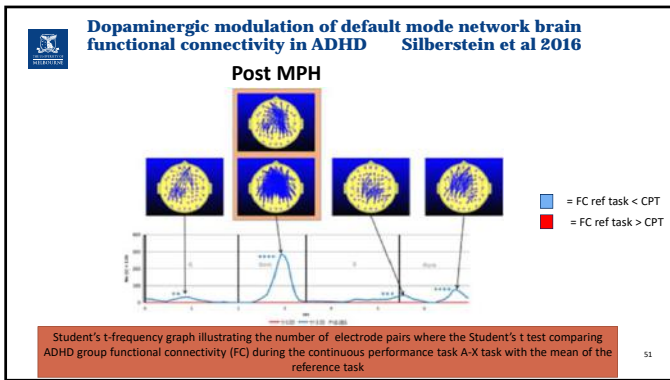 Dopaminergic modulation of default mode network brain
functional connectivity in ADHD Silberstein et al 2016
MELBOURNE
Post MPH
= FC ref task < CPT
= FC ref task > CPT
Student's t-frequency graph illustrating the number of electrode pairs where the Student's t test comparing
ADHD group functional connectivity (FC) during the continuous performance task A-X task with the mean of the
reference task
51